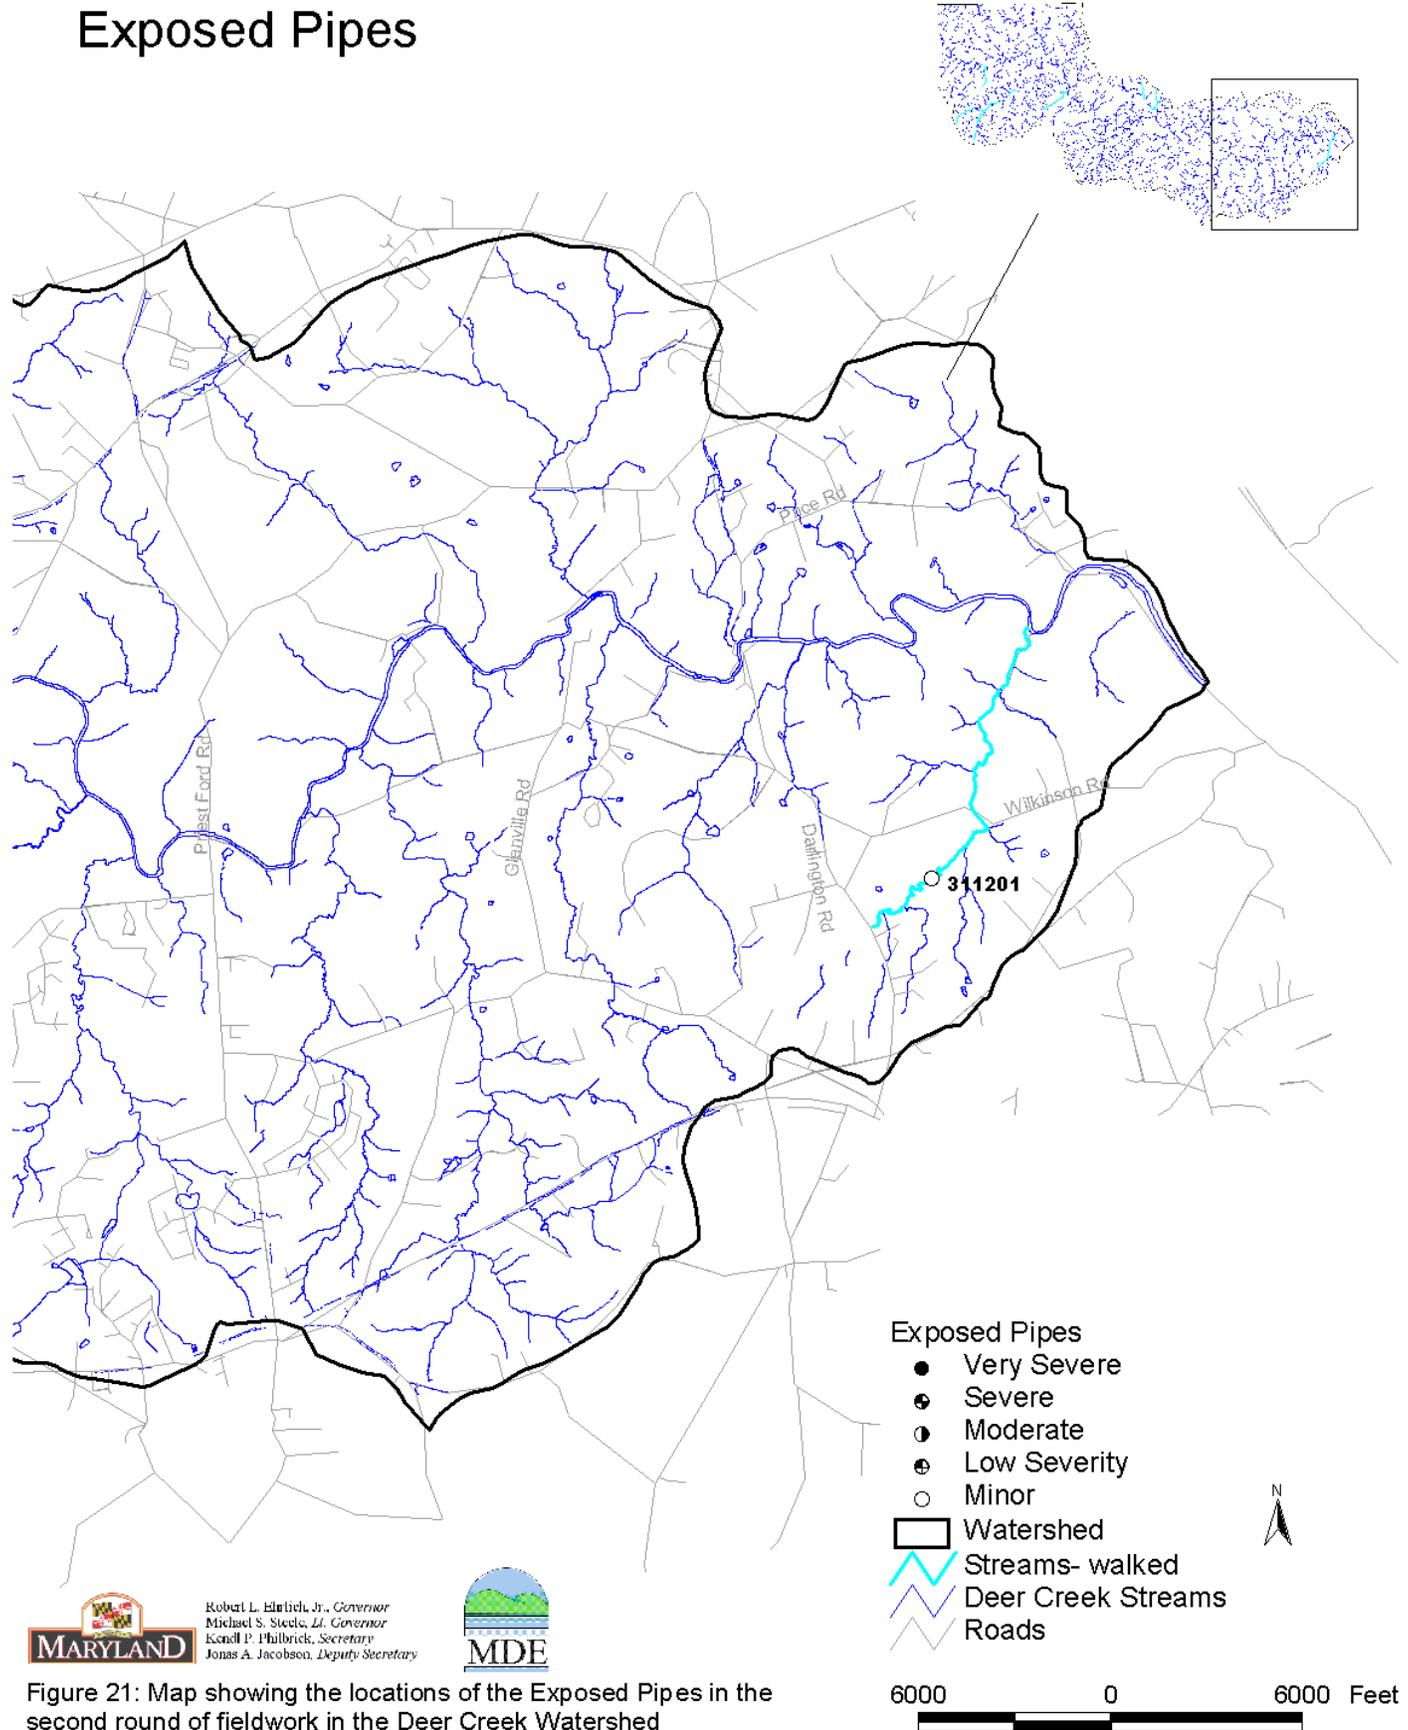 Exposed Pipes
Price Rd
Priest Ford Rd
Glenville Rd
Wilkinson Rd
Darlington Rd
311201
Exposed Pipes
Very Severe
Severe
Moderate
Low Severity
Minor
Watershed
Streams- walked
Deer Creek Streams
Roads
N
MARYLAND
Robert L. Ehrlich, Jr., Governor
Michael S. Steele, Lt. Governor
Kendl P. Philbrick, Secretary
Jonas A. Jacobson, Deputy Secretary
MDE
Figure 21: Map showing the locations of the Exposed Pipes in the
second round of fieldwork in the Deer Creek Watershed
6000 0 6000 Feet